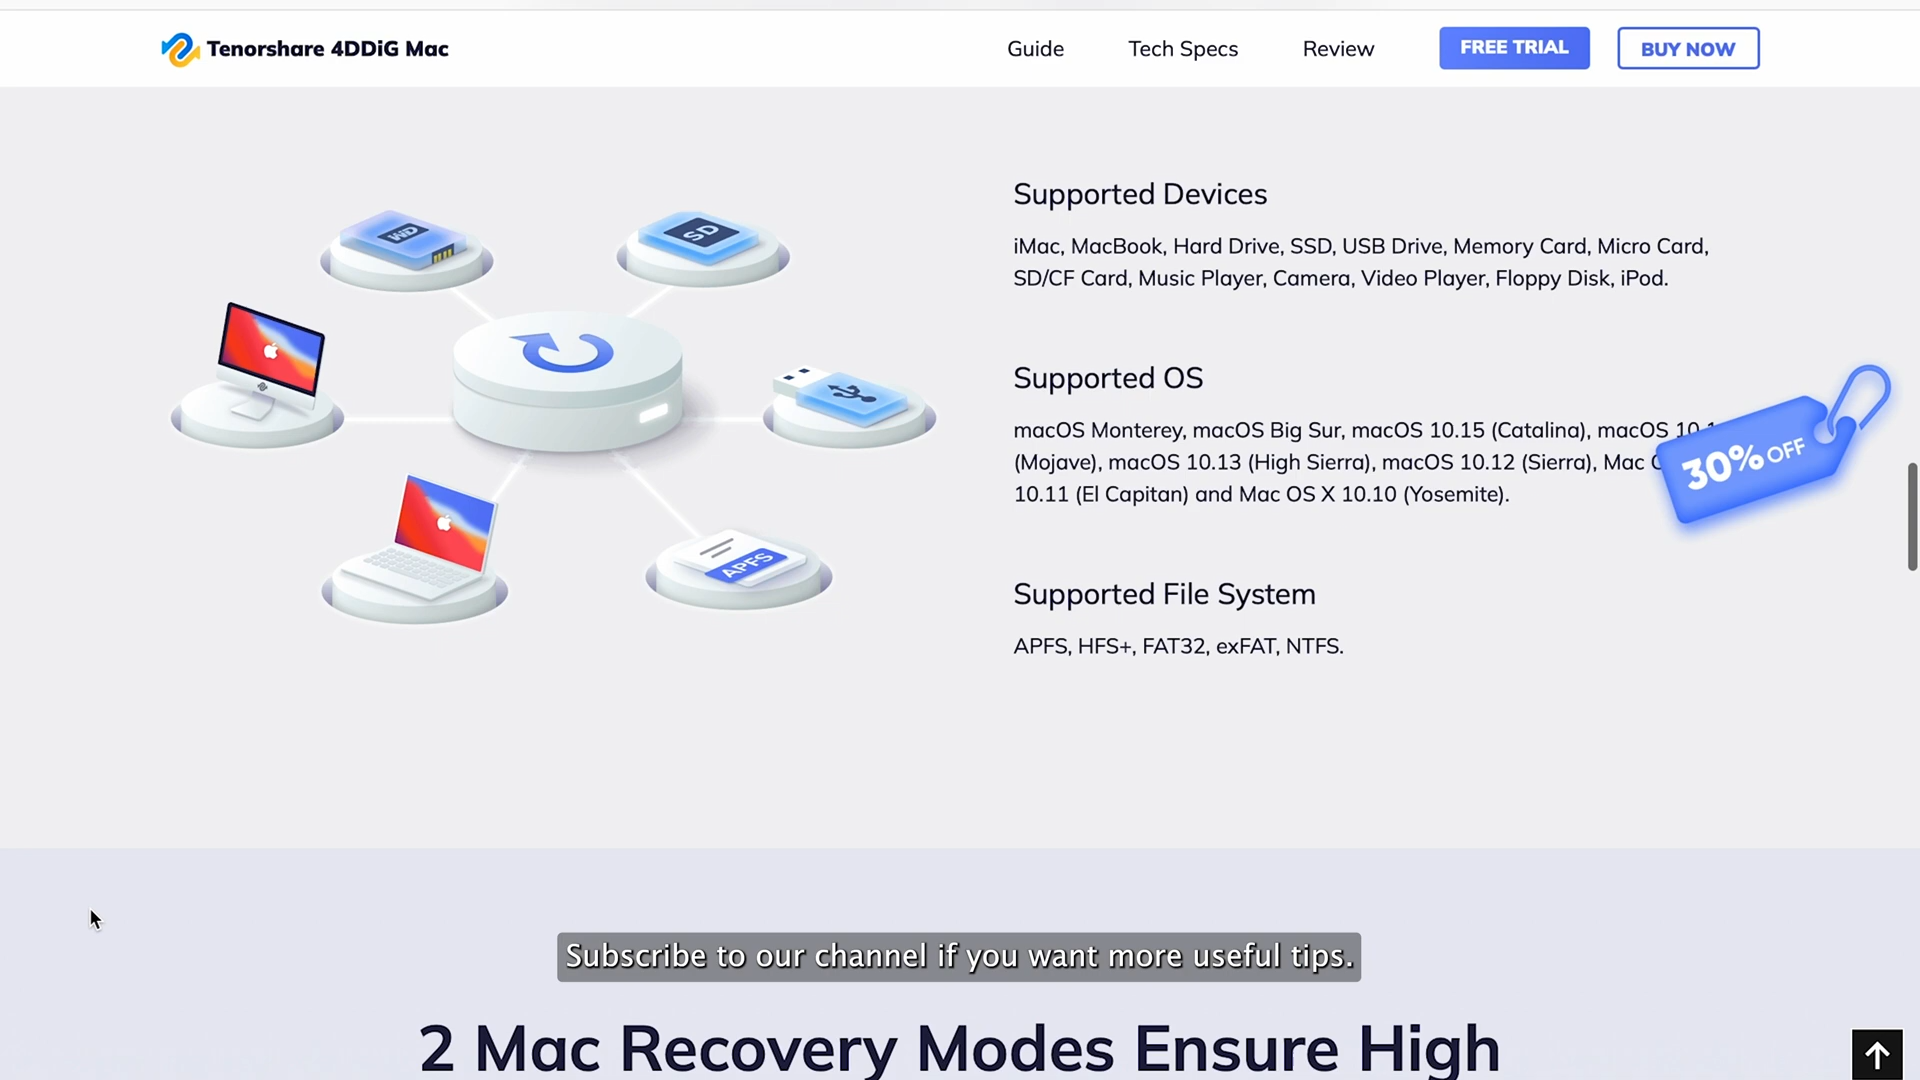 Tenorshare 4DDiG Mac
Guide
Tech Specs
Review
FREE TRIAL
BUY NOW
WD
SD
APFS
Supported Devices
iMac, MacBook, Hard Drive, SSD, USB Drive, Memory Card, Micro Card,
SD/CF Card, Music Player, Camera, Video Player, Floppy Disk, iPod.
Supported OS
macOS Monterey, macOS Big Sur, macOS 10.15 (Catalina), macOS
(Mojave), macOS 10.13 (High Sierra), macOS 10.12 (Sierra), Mac
10.11 (El Capitan) and Mac OS X 10.10 (Yosemite).
30% OFF
Supported File System
APFS, HFS+, FAT32, exFAT, NTFS.
Subscribe to our channel if you want more useful tips.
2 Mac Recovery Modes Ensure High